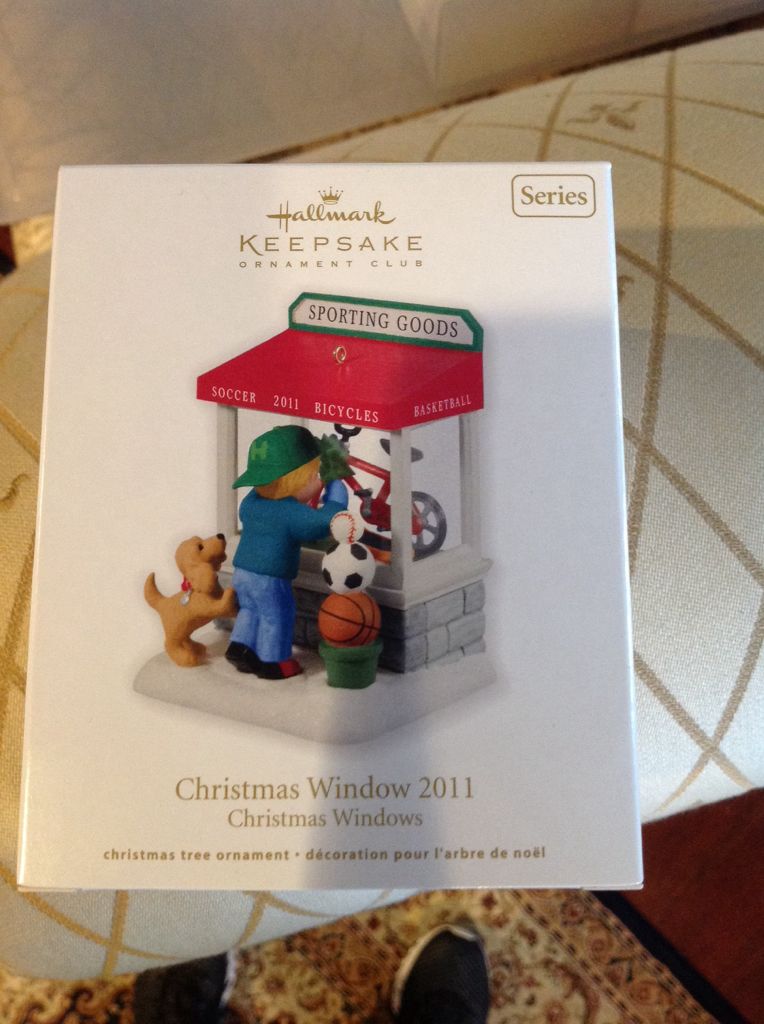 Series
Hallmark
KEEPSAKE
ORNAMENT CLUB
SPORTING GOODS
SOCCER 2011 BICYCLES BASKETBALL
H
Christmas Window 2011
Christmas Windows
christmas tree ornament • décoration pour l'arbre de noël